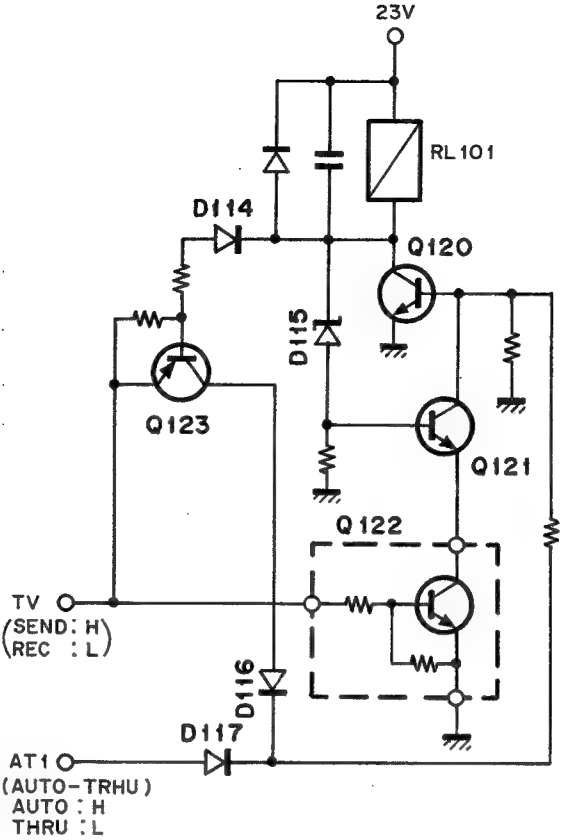 23V
RL101
D114
Q120
D115
Q123
Q121
Q122
TV
(SEND: H)
(REC : L)
D116
D117
AT1
(AUTO-TRHU)
AUTO : H
THRU : L